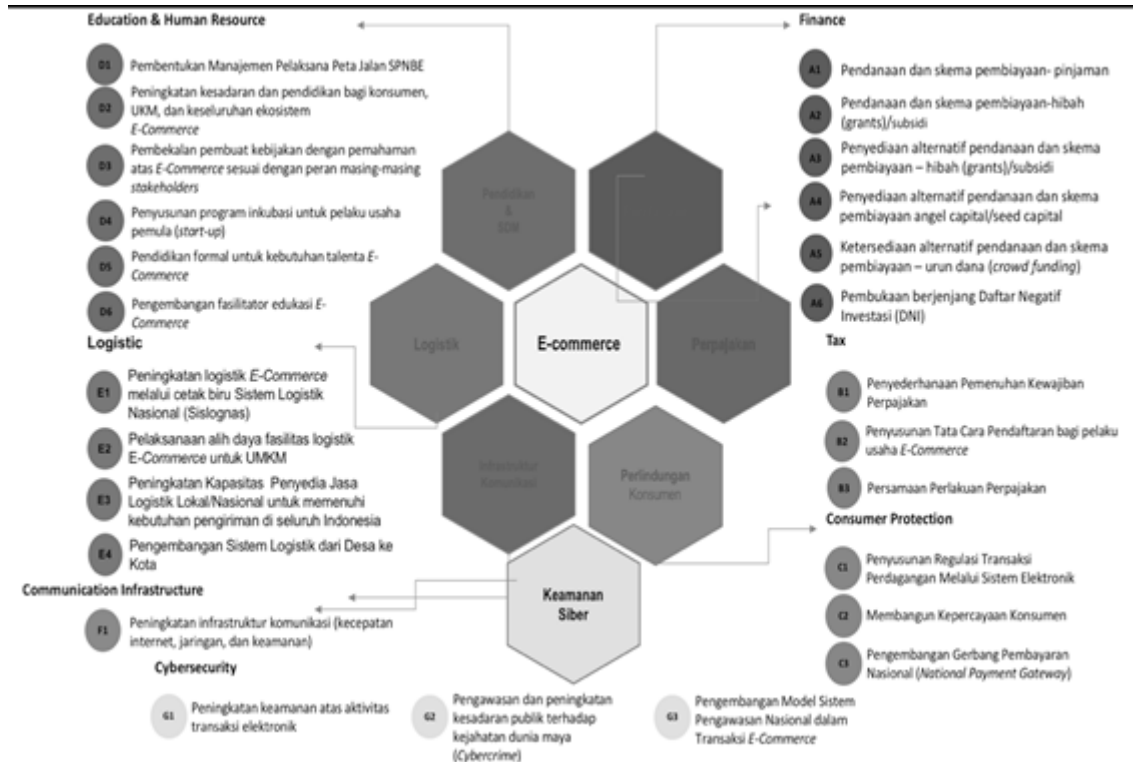 Education & Human Resource
D1
Pembentukan Manajemen Pelaksana Peta Jalan SPNBE
D2
Peningkatan kesadaran dan pendidikan bagi konsumen,
UKM, dan keseluruhan ekosistem
E-Commerce
D3
Pembekalan pembuat kebijakan dengan pemahaman
atas E-Commerce sesuai dengan peran masing-masing
stakeholders
D4
Penyusunan program inkubasi untuk pelaku usaha
pemula (start-up)
D5
Pendidikan formal untuk kebutuhan talenta E-
Commerce
D6
Pengembangan fasilitator edukasi E-
Commerce
Logistic
E1
Peningkatan logistik E-Commerce
melalui cetak biru Sistem Logistik
Nasional (Sislognas)
E2
Pelaksanaan alih daya fasilitas logistik
E-Commerce untuk UMKM
E3
Peningkatan Kapasitas Penyedia Jasa
Logistik Lokal/Nasional untuk memenuhi
kebutuhan pengiriman di seluruh Indonesia
E4
Pengembangan Sistem Logistik dari Desa ke
Kota
Communication Infrastructure
F1
Peningkatan infrastruktur komunikasi (kecepatan
internet, jaringan, dan keamanan)
Pendidikan
&
SDM
Logistik
E-commerce
Perpajakan
Infrastruktur
Komunikasi
Perlindungan
Konsumen
Keamanan
Siber
Finance
A1
Pendanaan dan skema pembiayaan- pinjaman
A2
Pendanaan dan skema pembiayaan-hibah
(grants)/subsidi
A3
Penyediaan alternatif pendanaan dan skema
pembiayaan – hibah (grants)/subsidi
A4
Penyediaan alternatif pendanaan dan skema
pembiayaan angel capital/seed capital
A5
Ketersediaan alternatif pendanaan dan skema
pembiayaan – urun dana (crowd funding)
A6
Pembukaan berjenjang Daftar Negatif
Investasi (DNI)
Tax
B1
Penyederhanaan Pemenuhan Kewajiban
Perpajakan
B2
Penyusunan Tata Cara Pendaftaran bagi pelaku
usaha E-Commerce
B3
Persamaan Perlakuan Perpajakan
Consumer Protection
C1
Penyusunan Regulasi Transaksi
Perdagangan Melalui Sistem Elektronik
C2
Membangun Kepercayaan Konsumen
C3
Pengembangan Gerbang Pembayaran
Nasional (National Payment Gateway)
Cybersecurity
G1
Peningkatan keamanan atas aktivitas
transaksi elektronik
G2
Pengawasan dan peningkatan
kesadaran publik terhadap
kejahatan dunia maya
(Cybercrime)
G3
Pengembangan Model Sistem
Pengawasan Nasional dalam
Transaksi E-Commerce